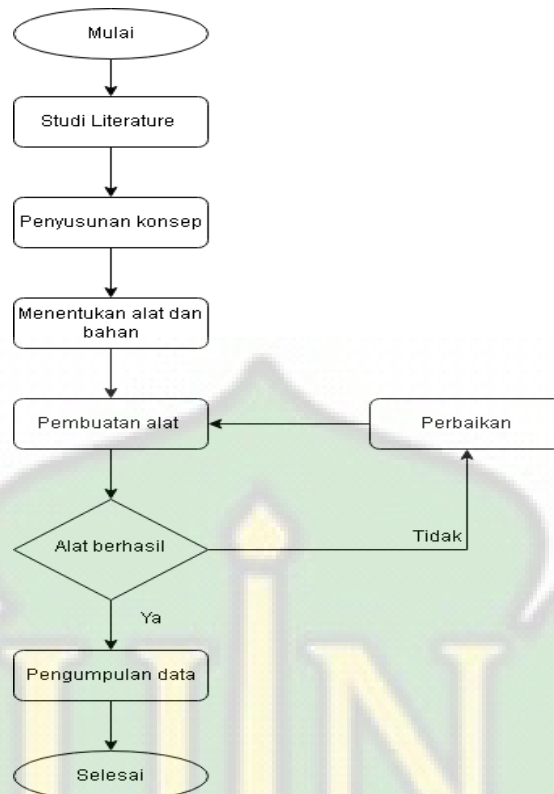 Mulai
Studi Literature
Penyusunan konsep
Menentukan alat dan
bahan
Pembuatan alat
Perbaikan
Alat berhasil
Tidak
Ya
Pengumpulan data
Selesai
UIN